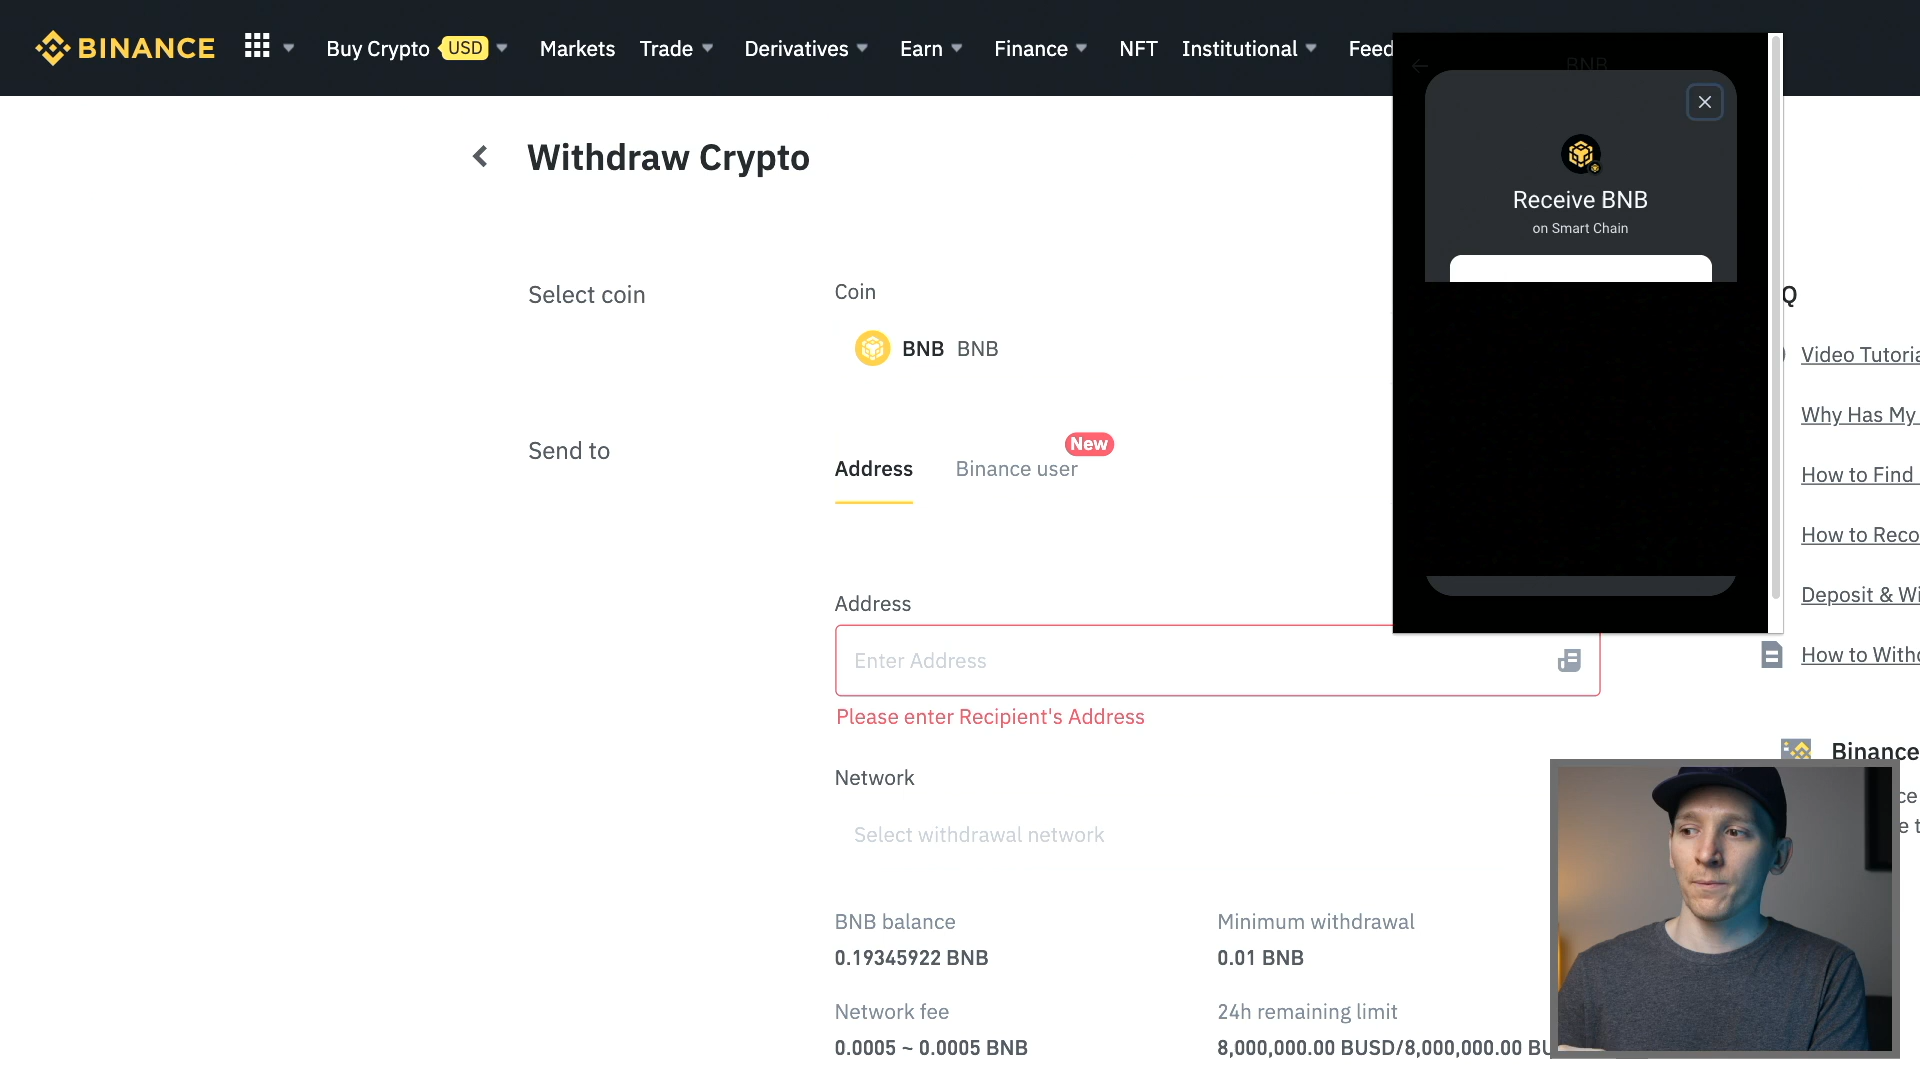 BINANCE
Buy Crypto USD
Markets
Trade
Derivatives
Earn
Finance
NFT
Institutional
Feed
BNB
Withdraw Crypto
Receive BNB
on Smart Chain
Select coin
Coin
BNB BNB
Send to
Address
Binance user
New
Address
Enter Address
Please enter Recipient's Address
Network
Select withdrawal network
BNB balance
0.19345922 BNB
Minimum withdrawal
0.01 BNB
Network fee
0.0005 ~ 0.0005 BNB
24h remaining limit
8,000,000.00 BUSD/8,000,000.00 BU
Q
Video Tutoria
Why Has My
How to Find
How to Reco
Deposit & Wi
How to Withd
Binance
ce
e t